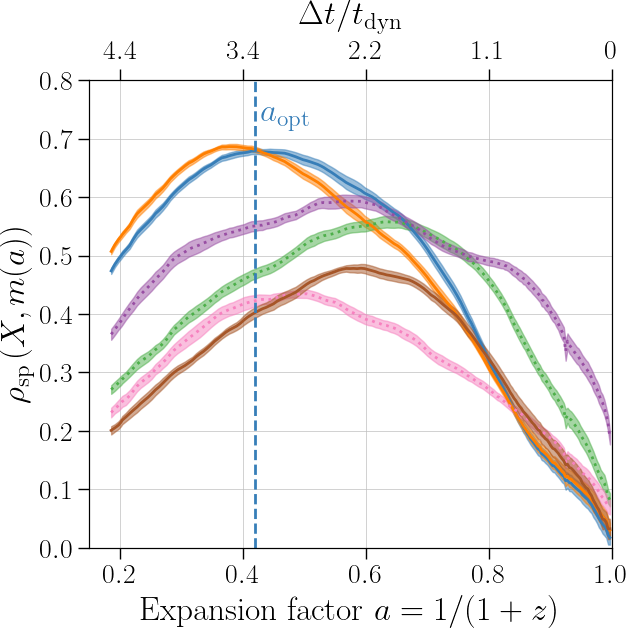 Δt/t_dyn
4.4 3.4 2.2 1.1 0
0.8
a_opt
0.7
0.6
0.5
0.4
0.3
0.2
0.1
0.0
ρ_sp(X, m(a))
0.2 0.4 0.6 0.8 1.0
Expansion factor a = 1/(1 + z)